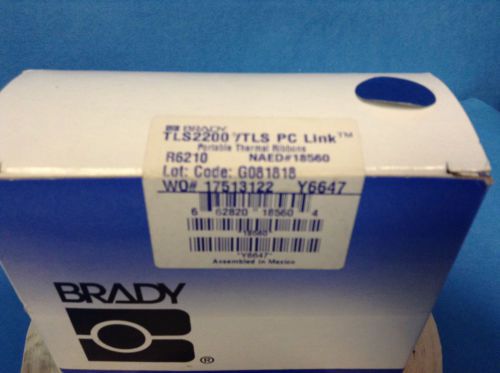 BRADY
TLS2200®/TLS PC Link™
Portable Thermal Ribbons
R6210 NAED#18560
Lot: Code: G081818
WO# 17513122 Y6647
6 62820 18560 4
18560
"Y6647"
Assembled in Mexico
BRADY
®